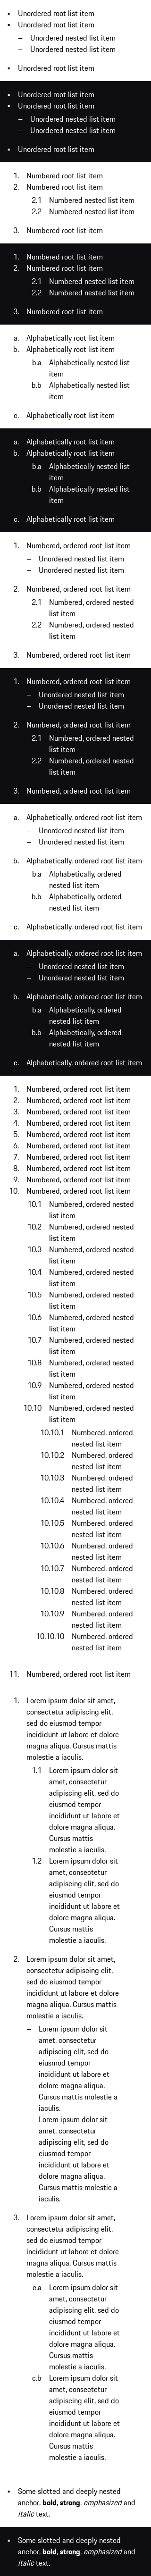 • Unordered root list item
• Unordered root list item
– Unordered nested list item
– Unordered nested list item
• Unordered root list item
• Unordered root list item
• Unordered root list item
– Unordered nested list item
– Unordered nested list item
• Unordered root list item
1. Numbered root list item
2. Numbered root list item
2.1 Numbered nested list item
2.2 Numbered nested list item
3. Numbered root list item
1. Numbered root list item
2. Numbered root list item
2.1 Numbered nested list item
2.2 Numbered nested list item
3. Numbered root list item
a. Alphabetically root list item
b. Alphabetically root list item
b.a Alphabetically nested list
item
b.b Alphabetically nested list
item
c. Alphabetically root list item
a. Alphabetically root list item
b. Alphabetically root list item
b.a Alphabetically nested list
item
b.b Alphabetically nested list
item
c. Alphabetically root list item
1. Numbered, ordered root list item
– Unordered nested list item
– Unordered nested list item
2. Numbered, ordered root list item
2.1 Numbered, ordered nested
list item
2.2 Numbered, ordered nested
list item
3. Numbered, ordered root list item
1. Numbered, ordered root list item
– Unordered nested list item
– Unordered nested list item
2. Numbered, ordered root list item
2.1 Numbered, ordered nested
list item
2.2 Numbered, ordered nested
list item
3. Numbered, ordered root list item
a. Alphabetically, ordered root list item
– Unordered nested list item
– Unordered nested list item
b. Alphabetically, ordered root list item
b.a Alphabetically, ordered
nested list item
b.b Alphabetically, ordered
nested list item
c. Alphabetically, ordered root list item
a. Alphabetically, ordered root list item
– Unordered nested list item
– Unordered nested list item
b. Alphabetically, ordered root list item
b.a Alphabetically, ordered
nested list item
b.b Alphabetically, ordered
nested list item
c. Alphabetically, ordered root list item
1. Numbered, ordered root list item
2. Numbered, ordered root list item
3. Numbered, ordered root list item
4. Numbered, ordered root list item
5. Numbered, ordered root list item
6. Numbered, ordered root list item
7. Numbered, ordered root list item
8. Numbered, ordered root list item
9. Numbered, ordered root list item
10. Numbered, ordered root list item
10.1 Numbered, ordered nested
list item
10.2 Numbered, ordered nested
list item
10.3 Numbered, ordered nested
list item
10.4 Numbered, ordered nested
list item
10.5 Numbered, ordered nested
list item
10.6 Numbered, ordered nested
list item
10.7 Numbered, ordered nested
list item
10.8 Numbered, ordered nested
list item
10.9 Numbered, ordered nested
list item
10.10 Numbered, ordered nested
list item
10.10.1 Numbered, ordered
nested list item
10.10.2 Numbered, ordered
nested list item
10.10.3 Numbered, ordered
nested list item
10.10.4 Numbered, ordered
nested list item
10.10.5 Numbered, ordered
nested list item
10.10.6 Numbered, ordered
nested list item
10.10.7 Numbered, ordered
nested list item
10.10.8 Numbered, ordered
nested list item
10.10.9 Numbered, ordered
nested list item
10.10.10 Numbered, ordered
nested list item
11. Numbered, ordered root list item
1. Lorem ipsum dolor sit amet,
consectetur adipiscing elit,
sed do eiusmod tempor
incididunt ut labore et dolore
magna aliqua. Cursus mattis
molestie a iaculis.
1.1 Lorem ipsum dolor sit
amet, consectetur
adipiscing elit, sed do
eiusmod tempor
incididunt ut labore et
dolore magna aliqua.
Cursus mattis
molestie a iaculis.
1.2 Lorem ipsum dolor sit
amet, consectetur
adipiscing elit, sed do
eiusmod tempor
incididunt ut labore et
dolore magna aliqua.
Cursus mattis
molestie a iaculis.
2. Lorem ipsum dolor sit amet,
consectetur adipiscing elit,
sed do eiusmod tempor
incididunt ut labore et dolore
magna aliqua. Cursus mattis
molestie a iaculis.
– Lorem ipsum dolor sit
amet, consectetur
adipiscing elit, sed do
eiusmod tempor
incididunt ut labore et
dolore magna aliqua.
Cursus mattis molestie a
iaculis.
– Lorem ipsum dolor sit
amet, consectetur
adipiscing elit, sed do
eiusmod tempor
incididunt ut labore et
dolore magna aliqua.
Cursus mattis molestie a
iaculis.
3. Lorem ipsum dolor sit amet,
consectetur adipiscing elit,
sed do eiusmod tempor
incididunt ut labore et dolore
magna aliqua. Cursus mattis
molestie a iaculis.
c.a Lorem ipsum dolor sit
amet, consectetur
adipiscing elit, sed do
eiusmod tempor
incididunt ut labore et
dolore magna aliqua.
Cursus mattis
molestie a iaculis.
c.b Lorem ipsum dolor sit
amet, consectetur
adipiscing elit, sed do
eiusmod tempor
incididunt ut labore et
dolore magna aliqua.
Cursus mattis
molestie a iaculis.
• Some slotted and deeply nested
anchor, bold, strong, emphasized and
italic text.
• Some slotted and deeply nested
anchor, bold, strong, emphasized and
italic text.